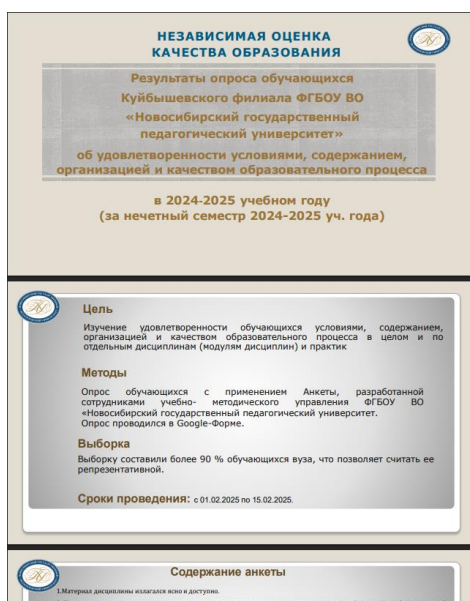 НЕЗАВИСИМАЯ ОЦЕНКА
КАЧЕСТВА ОБРАЗОВАНИЯ
Результаты опроса обучающихся
Куйбышевского филиала ФГБОУ ВО
«Новосибирский государственный
педагогический университет»
об удовлетворенности условиями, содержанием,
организацией и качеством образовательного процесса
в 2024-2025 учебном году
(за нечетный семестр 2024-2025 уч. года)
Цель
Изучение удовлетворенности обучающихся условиями, содержанием,
организацией и качеством образовательного процесса в целом и по
отдельным дисциплинам (модулям дисциплин) и практик
Методы
Опрос обучающихся с применением Анкеты, разработанной
сотрудниками учебно- методического управления ФГБОУ ВО
«Новосибирский государственный педагогический университет.
Опрос проводился в Google-Форме.
Выборка
Выборку составили более 90 % обучающихся вуза, что позволяет считать ее
репрезентативной.
Сроки проведения: с 01.02.2025 по 15.02.2025.
Содержание анкеты
1.Материал дисциплины излагался ясно и доступно.